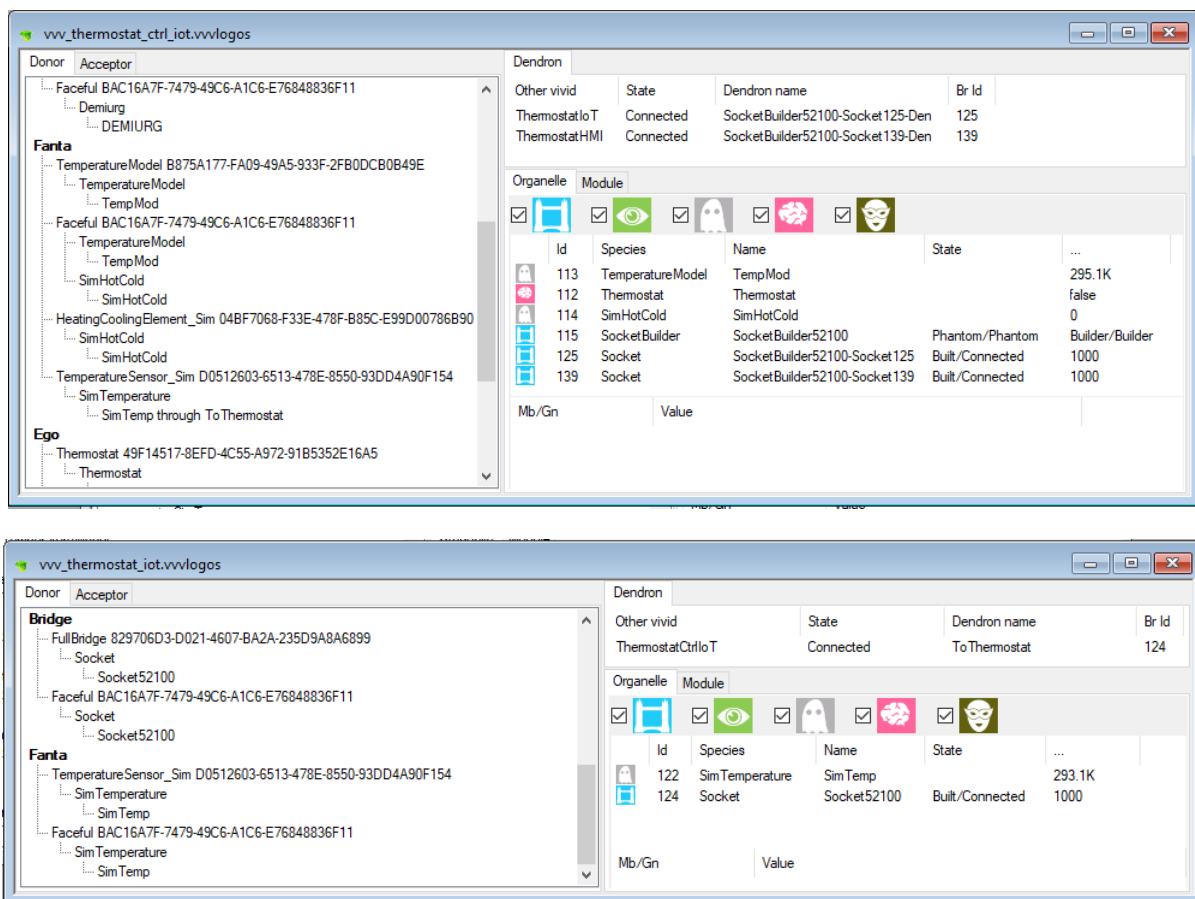 vvv_thermostat_ctrl_iot.vvvlogos
Donor Acceptor
Faceful BAC16A7F-7479-49C6-A1C6-E76848836F11
Demiurg
DEMIURG
Fanta
TemperatureModel B875A177-FA09-49A5-933F-2FB0DCB0B49E
TemperatureModel
TempMod
Faceful BAC16A7F-7479-49C6-A1C6-E76848836F11
TemperatureModel
TempMod
SimHotCold
SimHotCold
HeatingCoolingElement_Sim 04BF7068-F33E-478F-B85C-E99D00786B90
SimHotCold
SimHotCold
TemperatureSensor_Sim D0512603-6513-478E-8550-93DD4A90F154
SimTemperature
SimTemp through ToThermostat
Ego
Thermostat 49F14517-8EFD-4C55-A972-91B5352E16A5
Thermostat
Dendron
Other vivid State Dendron name Br Id
ThermostatIoT Connected SocketBuilder52100-Socket125-Den 125
ThermostatHMI Connected SocketBuilder52100-Socket139-Den 139
Organelle Module
Id Species Name State ...
113 TemperatureModel TempMod 295.1K
112 Thermostat Thermostat false
114 SimHotCold SimHotCold 0
115 SocketBuilder SocketBuilder52100 Phantom/Phantom Builder/Builder
125 Socket SocketBuilder52100-Socket125 Built/Connected 1000
139 Socket SocketBuilder52100-Socket139 Built/Connected 1000
Mb/Gn Value
vvv_thermostat_iot.vvvlogos
Donor Acceptor
Bridge
FullBridge 829706D3-D021-4607-BA2A-235D9A8A6899
Socket
Socket52100
Faceful BAC16A7F-7479-49C6-A1C6-E76848836F11
Socket
Socket52100
Fanta
TemperatureSensor_Sim D0512603-6513-478E-8550-93DD4A90F154
SimTemperature
SimTemp
Faceful BAC16A7F-7479-49C6-A1C6-E76848836F11
SimTemperature
SimTemp
Dendron
Other vivid State Dendron name Br Id
ThermostatCtrlIoT Connected ToThermostat 124
Organelle Module
Id Species Name State ...
122 SimTemperature SimTemp 293.1K
124 Socket Socket52100 Built/Connected 1000
Mb/Gn Value